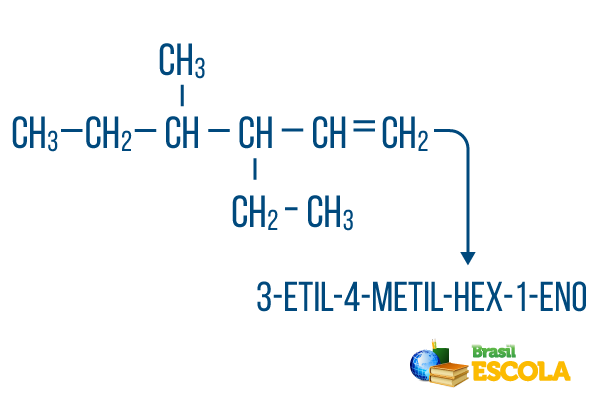 CH₃
CH₃–CH₂–CH–CH–CH=CH₂
CH₂–CH₃
3-ETIL-4-METIL-HEX-1-ENO
Brasil
ESCOLA